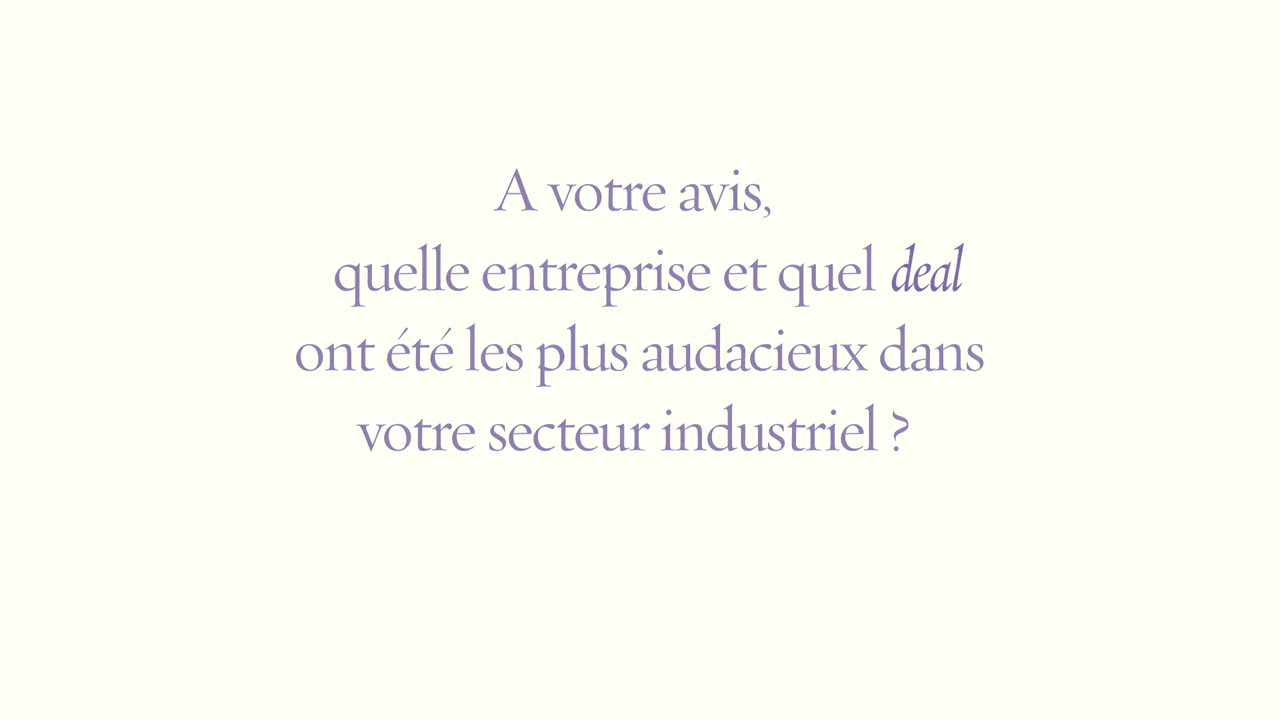 A votre avis,
quelle entreprise et quel deal
ont été les plus audacieux dans
votre secteur industriel ?